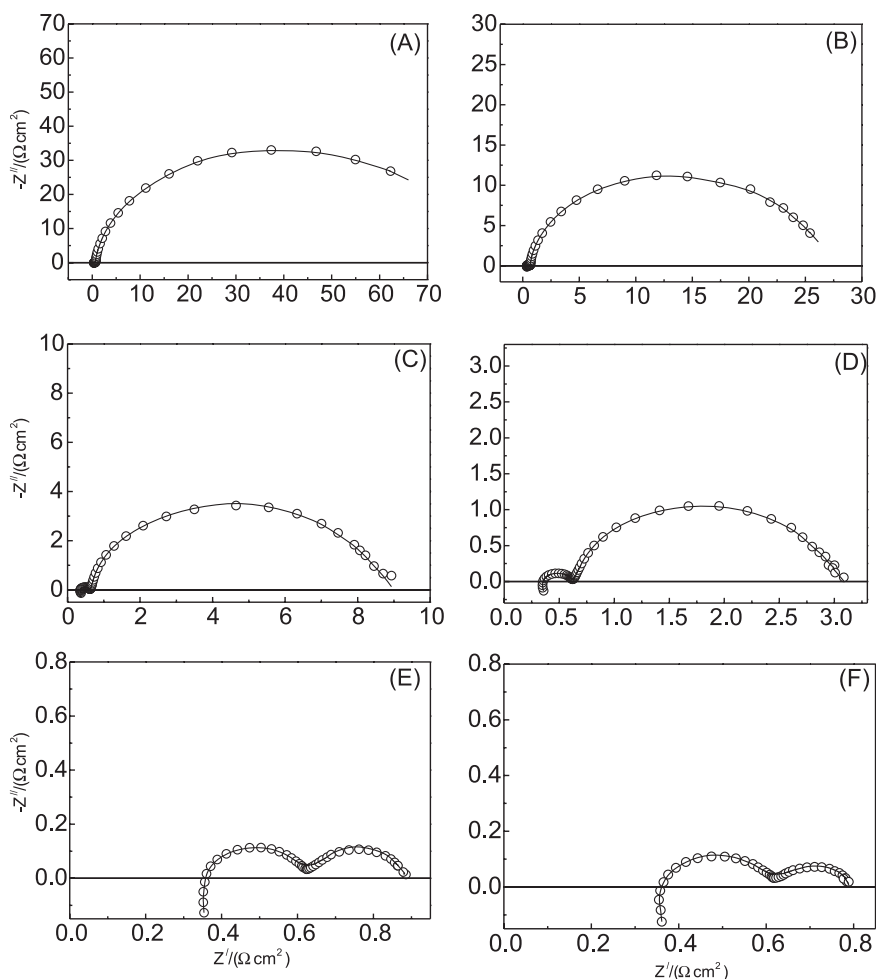 (A)
70
60
50
40
30
20
10
0
-Z//(Ω cm²)
0 10 20 30 40 50 60 70
(B)
30
25
20
15
10
5
0
0 5 10 15 20 25 30
(C)
10
8
6
4
2
0
-Z//(Ω cm²)
0 2 4 6 8 10
(D)
3.0
2.5
2.0
1.5
1.0
0.5
0.0
0.0 0.5 1.0 1.5 2.0 2.5 3.0
(E)
0.8
0.6
0.4
0.2
0.0
-Z///(Ω cm²)
0.0 0.2 0.4 0.6 0.8
Z//(Ω cm²)
(F)
0.8
0.6
0.4
0.2
0.0
0.0 0.2 0.4 0.6 0.8
Z//(Ω cm²)